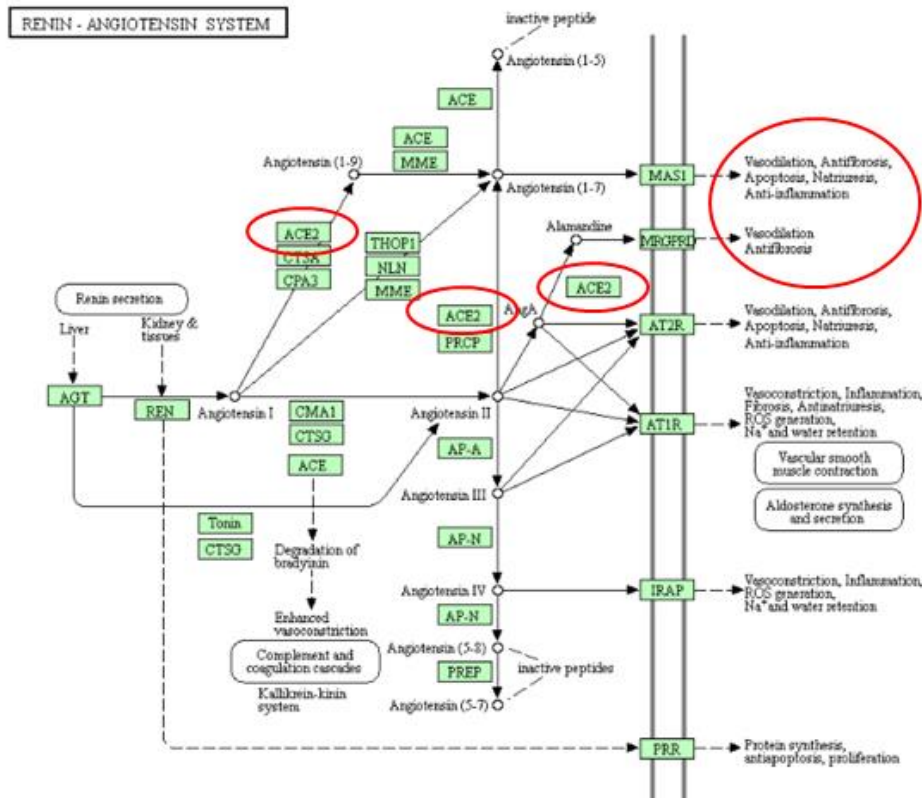 RENIN - ANGIOTENSIN SYSTEM
inactive peptide
Angiotensin (1-5)
ACE
ACE
MME
Angiotensin (1-9)
Angiotensin (1-7)
MAS1
Vasodilation, Antifibrosis,
Apoptosis, Natriuresis,
Anti-inflammation
ACE2
CTSA
CPA3
THOP1
NLN
MME
Alamandine
MRGPRD
Vasodilation
Antifibrosis
ACE2
ACE2
PRCP
AngA
AT2R
Vasodilation, Antifibrosis,
Apoptosis, Natriuresis,
Anti-inflammation
Renin secretion
Liver
Kidney &
tissues
AGT
REN
Angiotensin I
CMA1
CTSG
ACE
Angiotensin II
AP-A
AT1R
Vasoconstriction, Inflammation,
Fibrosis, Antinatriuresis,
ROS generation,
Na⁺ and water retention
Vascular smooth
muscle contraction
Aldosterone synthesis
and secretion
Angiotensin III
Tonin
CTSG
Degradation of
bradyinin
AP-N
Angiotensin IV
IRAP
Vasoconstriction, Inflammation,
ROS generation,
Na⁺ and water retention
Enhanced
vasoconstriction
AP-N
Complement and
coagulation cascades
Kallikrein-kinin
system
Angiotensin (5-8)
inactive peptides
PREP
Angiotensin (5-7)
PRR
Protein synthesis,
antiapoptosis, proliferation